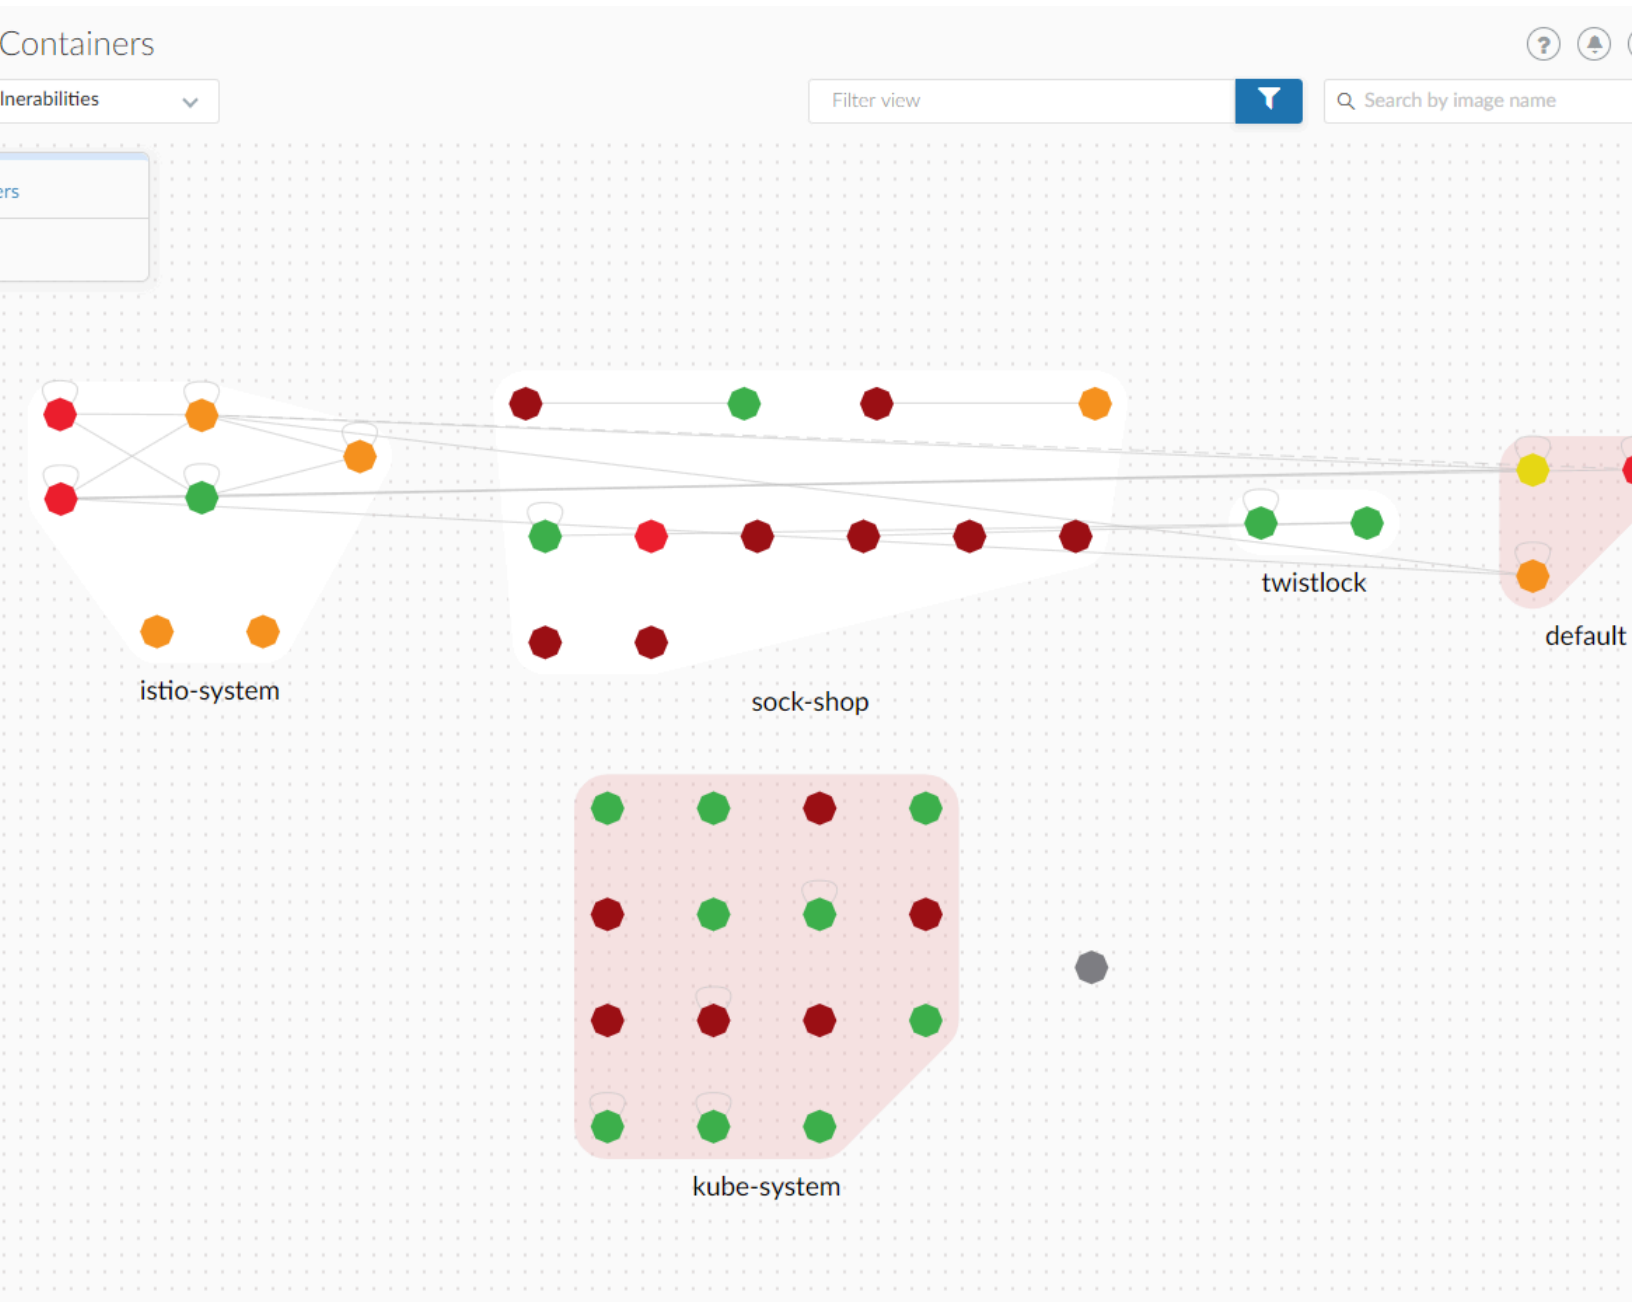 Containers
?
lnerabilities
Filter view
Search by image name
ers
twistlock
default
istio-system
sock-shop
kube-system